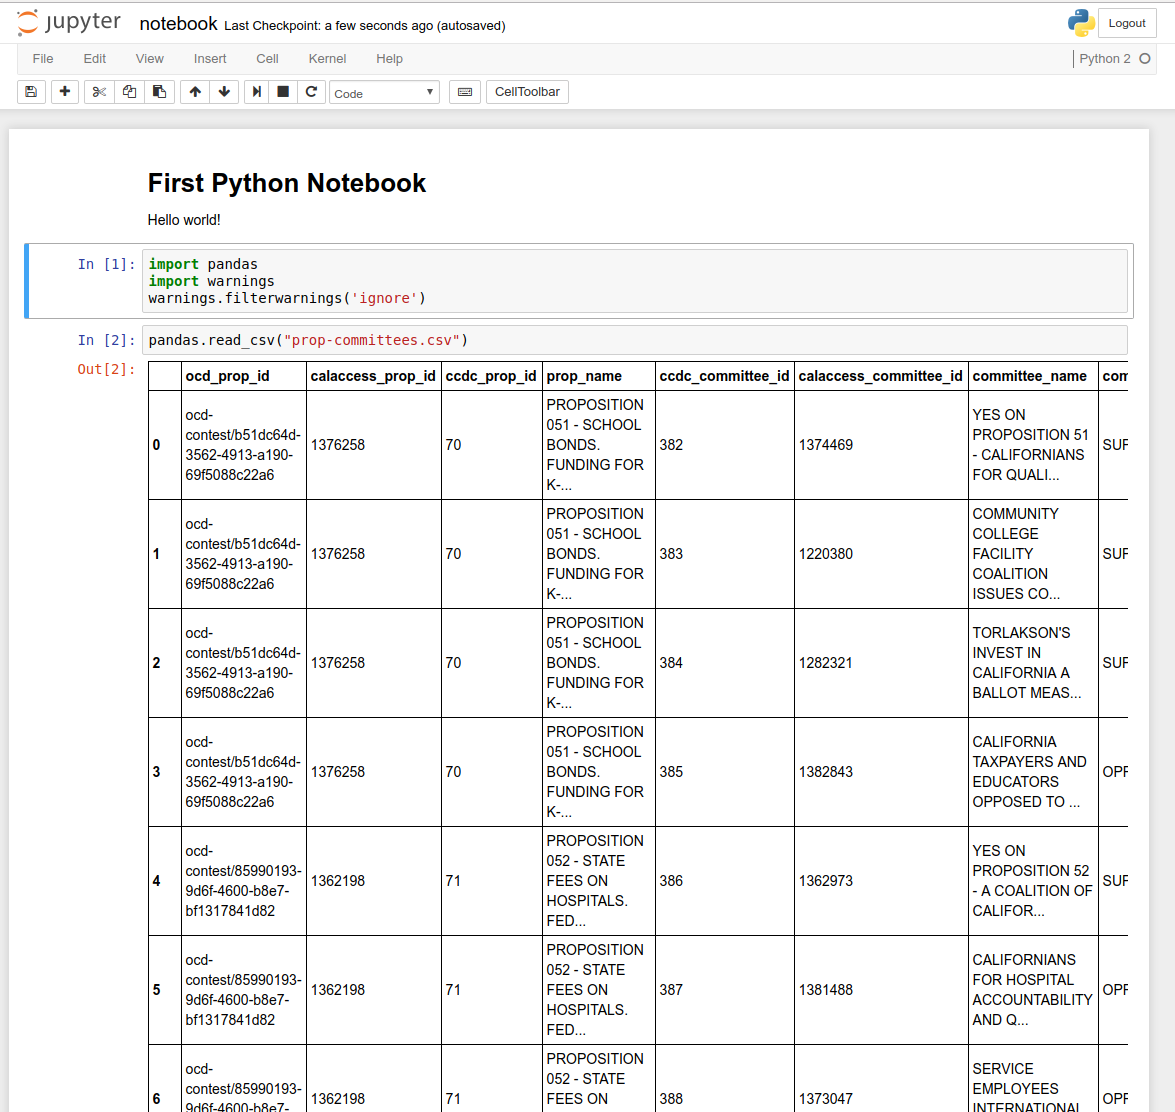 jupyter notebook Last Checkpoint: a few seconds ago (autosaved) Logout
File Edit View Insert Cell Kernel Help Python 2
Code CellToolbar
First Python Notebook
Hello world!
In [1]: import pandas
import warnings
warnings.filterwarnings('ignore')
In [2]: pandas.read_csv("prop-committees.csv")
Out[2]:
ocd_prop_id calaccess_prop_id ccdc_prop_id prop_name ccdc_committee_id calaccess_committee_id committee_name com
0
ocd-
contest/b51dc64d-
3562-4913-a190-
69f5088c22a6
1376258
70
PROPOSITION
051 - SCHOOL
BONDS.
FUNDING FOR
K-...
382
1374469
YES ON
PROPOSITION 51
- CALIFORNIANS
FOR QUALI...
SUP
1
ocd-
contest/b51dc64d-
3562-4913-a190-
69f5088c22a6
1376258
70
PROPOSITION
051 - SCHOOL
BONDS.
FUNDING FOR
K-...
383
1220380
COMMUNITY
COLLEGE
FACILITY
COALITION
ISSUES CO...
SUP
2
ocd-
contest/b51dc64d-
3562-4913-a190-
69f5088c22a6
1376258
70
PROPOSITION
051 - SCHOOL
BONDS.
FUNDING FOR
K-...
384
1282321
TORLAKSON'S
INVEST IN
CALIFORNIA A
BALLOT MEAS...
SUP
3
ocd-
contest/b51dc64d-
3562-4913-a190-
69f5088c22a6
1376258
70
PROPOSITION
051 - SCHOOL
BONDS.
FUNDING FOR
K-...
385
1382843
CALIFORNIA
TAXPAYERS AND
EDUCATORS
OPPOSED TO ...
OPP
4
ocd-
contest/85990193-
9d6f-4600-b8e7-
bf1317841d82
1362198
71
PROPOSITION
052 - STATE
FEES ON
HOSPITALS.
FED...
386
1362973
YES ON
PROPOSITION 52
- A COALITION OF
CALIFOR...
SUP
5
ocd-
contest/85990193-
9d6f-4600-b8e7-
bf1317841d82
1362198
71
PROPOSITION
052 - STATE
FEES ON
HOSPITALS.
FED...
387
1381488
CALIFORNIANS
FOR HOSPITAL
ACCOUNTABILITY
AND Q...
OPP
6
ocd-
contest/85990193-
9d6f-4600-b8e7-
1362198
71
PROPOSITION
052 - STATE
FEES ON
388
1373047
SERVICE
EMPLOYEES
INTERNATIONAL
OPP